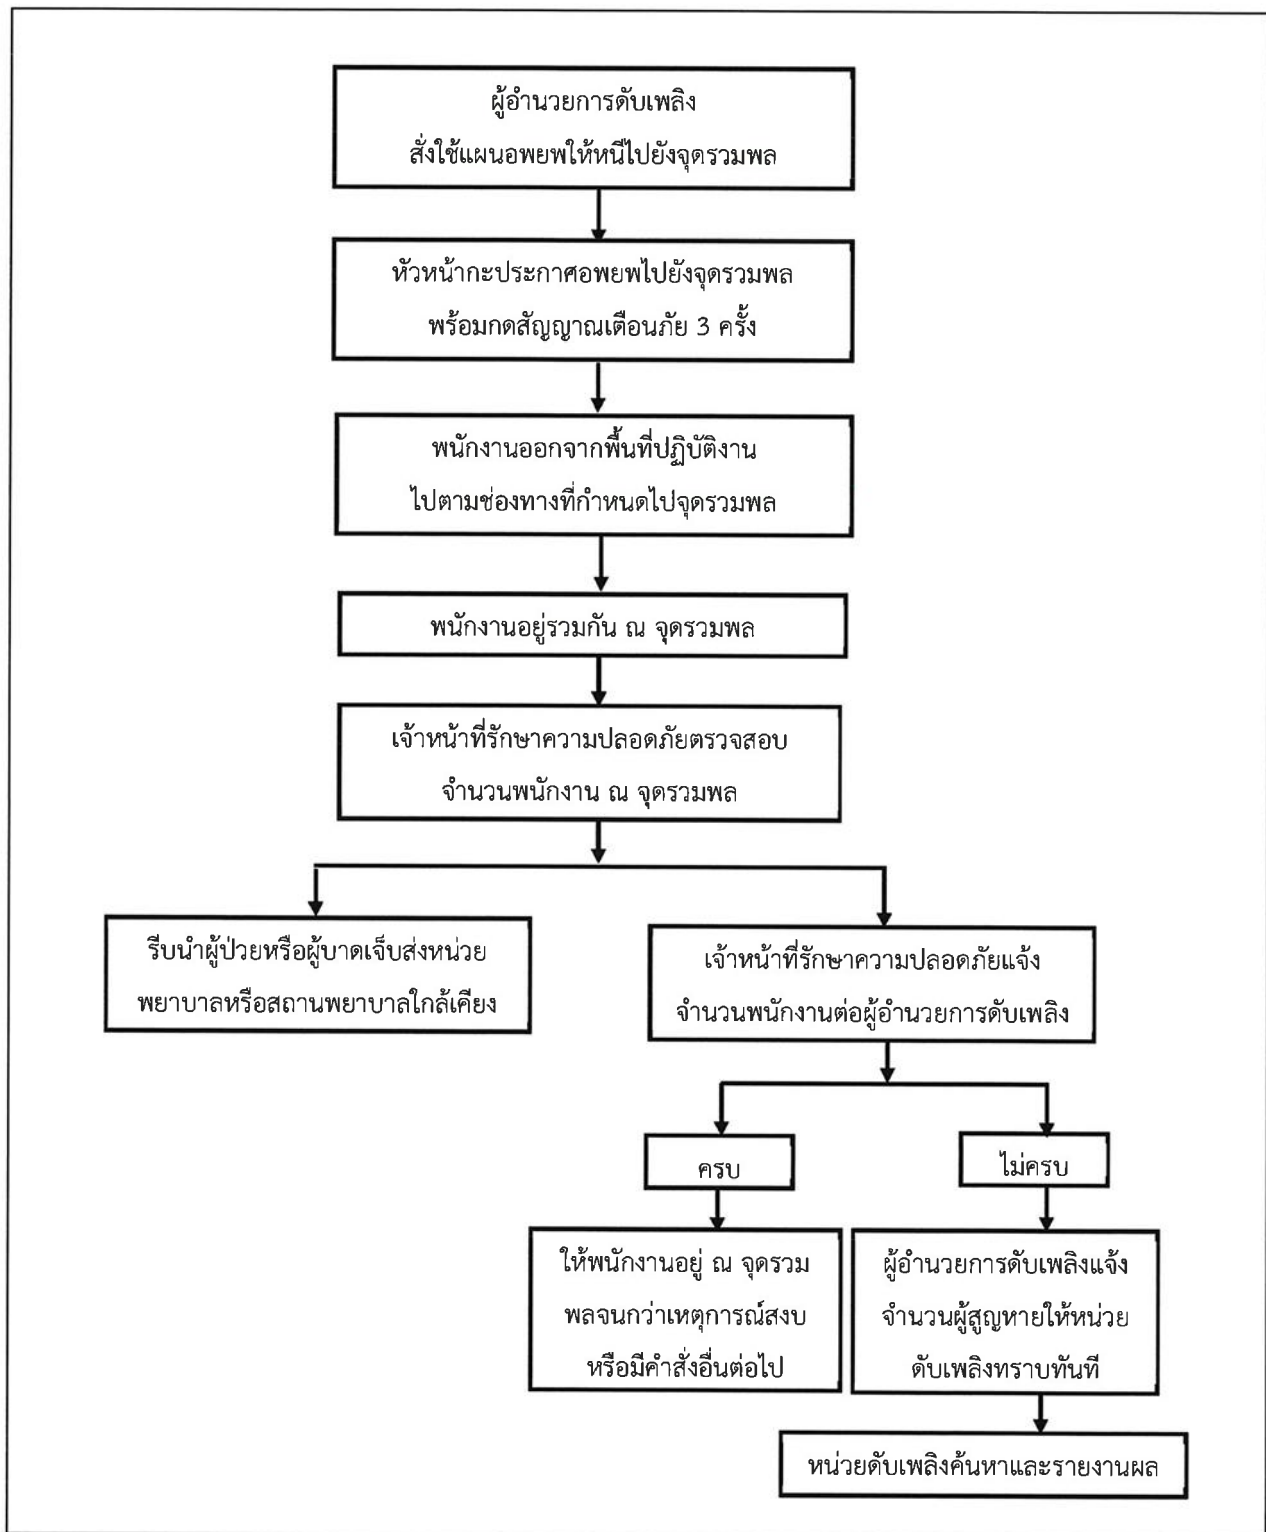 ผู้อำนวยการดับเพลิง
สั่งใช้แผนอพยพให้หนีไปยังจุดรวมพล
หัวหน้ากะประกาศอพยพไปยังจุดรวมพล
พร้อมกดสัญญาณเตือนภัย 3 ครั้ง
พนักงานออกจากพื้นที่ปฏิบัติงาน
ไปตามช่องทางที่กำหนดไปจุดรวมพล
พนักงานอยู่รวมกัน ณ จุดรวมพล
เจ้าหน้าที่รักษาความปลอดภัยตรวจสอบ
จำนวนพนักงาน ณ จุดรวมพล
รีบนำผู้ป่วยหรือผู้บาดเจ็บส่งหน่วย
พยาบาลหรือสถานพยาบาลใกล้เคียง
เจ้าหน้าที่รักษาความปลอดภัยแจ้ง
จำนวนพนักงานต่อผู้อำนวยการดับเพลิง
ครบ
ไม่ครบ
ให้พนักงานอยู่ ณ จุดรวม
พลจนกว่าเหตุการณ์สงบ
หรือมีคำสั่งอื่นต่อไป
ผู้อำนวยการดับเพลิงแจ้ง
จำนวนผู้สูญหายให้หน่วย
ดับเพลิงทราบทันที
หน่วยดับเพลิงค้นหาและรายงานผล